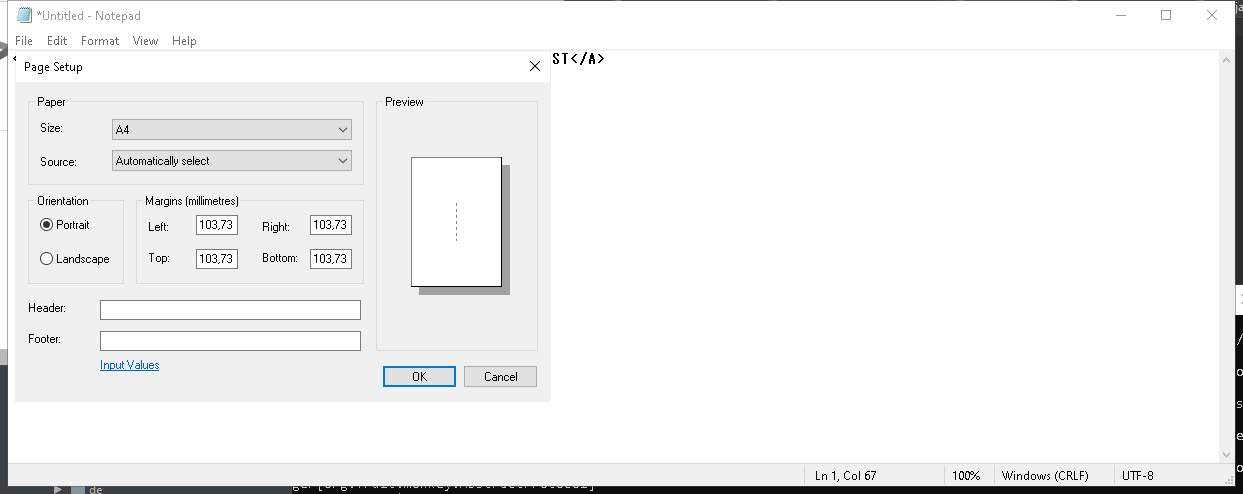 *Untitled - Notepad
File Edit Format View Help
ST</A>
Page Setup
Paper
Size: A4
Source: Automatically select
Preview
Orientation
Portrait
Landscape
Margins (millimetres)
Left: 103,73 Right: 103,73
Top: 103,73 Bottom: 103,73
Header:
Footer:
Input Values
OK Cancel
Ln 1, Col 67 100% Windows (CRLF) UTF-8
de